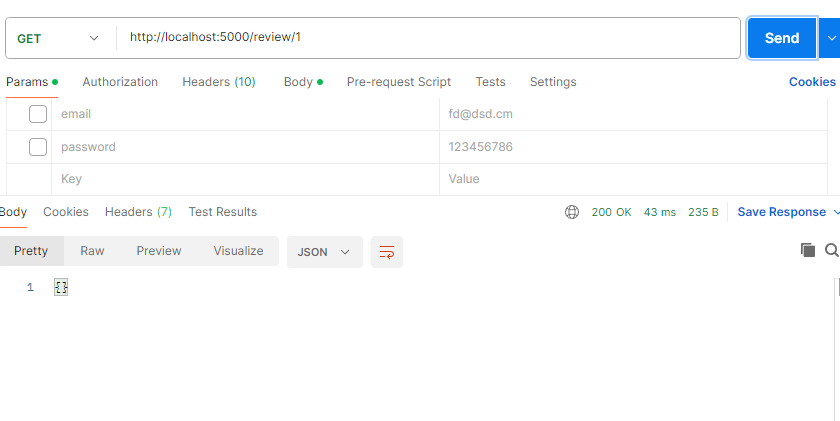 GET http://localhost:5000/review/1 Send
Params Authorization Headers (10) Body Pre-request Script Tests Settings Cookies
email fd@dsd.cm
password 123456786
Key Value
Body Cookies Headers (7) Test Results 200 OK 43 ms 235 B Save Response
Pretty Raw Preview Visualize JSON
1 {}